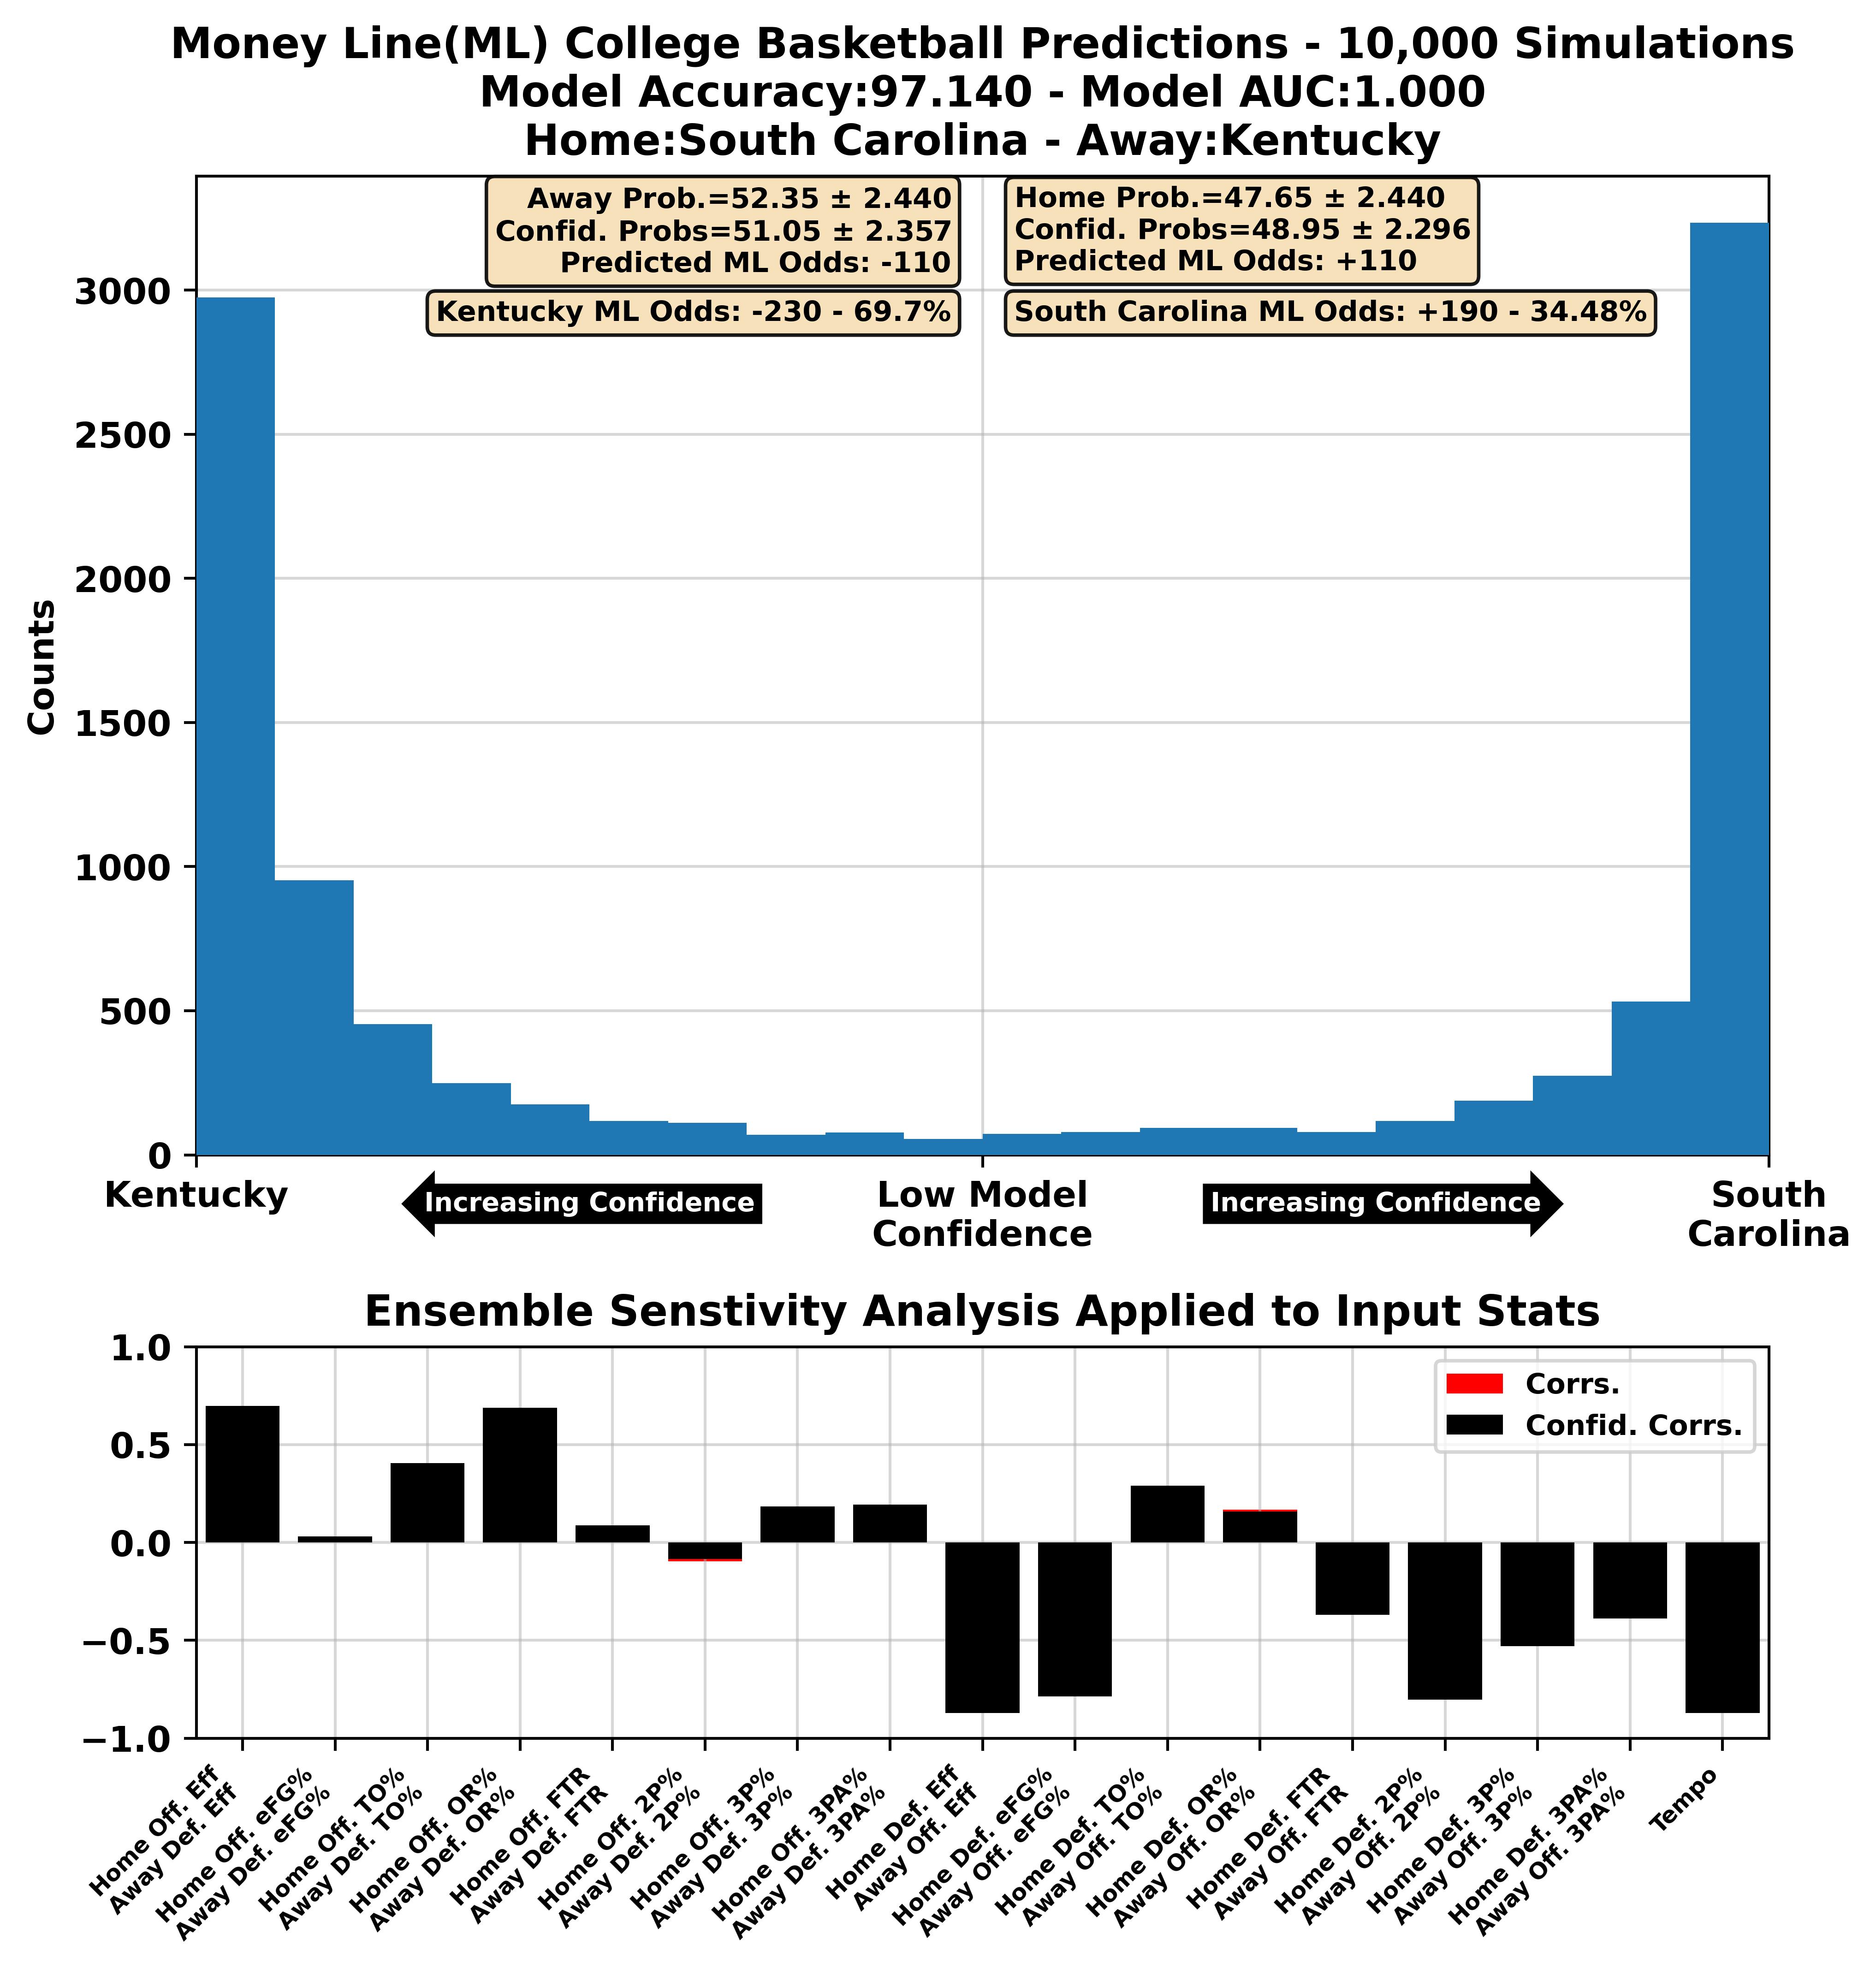 Money Line(ML) College Basketball Predictions - 10,000 Simulations
Model Accuracy:97.140 - Model AUC:1.000
Home:South Carolina - Away:Kentucky
Away Prob.=52.35 ± 2.440
Confid. Probs=51.05 ± 2.357
Predicted ML Odds: -110
Home Prob.=47.65 ± 2.440
Confid. Probs=48.95 ± 2.296
Predicted ML Odds: +110
Kentucky ML Odds: -230 - 69.7%
South Carolina ML Odds: +190 - 34.48%
3000
2500
2000
1500
1000
500
0
Counts
Kentucky
Increasing Confidence
Low Model
Confidence
Increasing Confidence
South
Carolina
Ensemble Senstivity Analysis Applied to Input Stats
1.0
0.5
0.0
−0.5
−1.0
Corrs.
Confid. Corrs.
Home Off. Eff
Away Def. Eff
Home Off. eFG%
Away Def. eFG%
Home Off. TO%
Away Def. TO%
Home Off. OR%
Away Def. OR%
Home Off. FTR
Away Def. FTR
Home Off. 2P%
Away Def. 2P%
Home Off. 3P%
Away Def. 3P%
Home Off. 3PA%
Away Def. 3PA%
Home Def. Eff
Away Off. Eff
Home Def. eFG%
Away Off. eFG%
Home Def. TO%
Away Off. TO%
Home Def. OR%
Away Off. OR%
Home Def. FTR
Away Off. FTR
Home Def. 2P%
Away Off. 2P%
Home Def. 3P%
Away Off. 3P%
Home Def. 3PA%
Away Off. 3PA%
Tempo